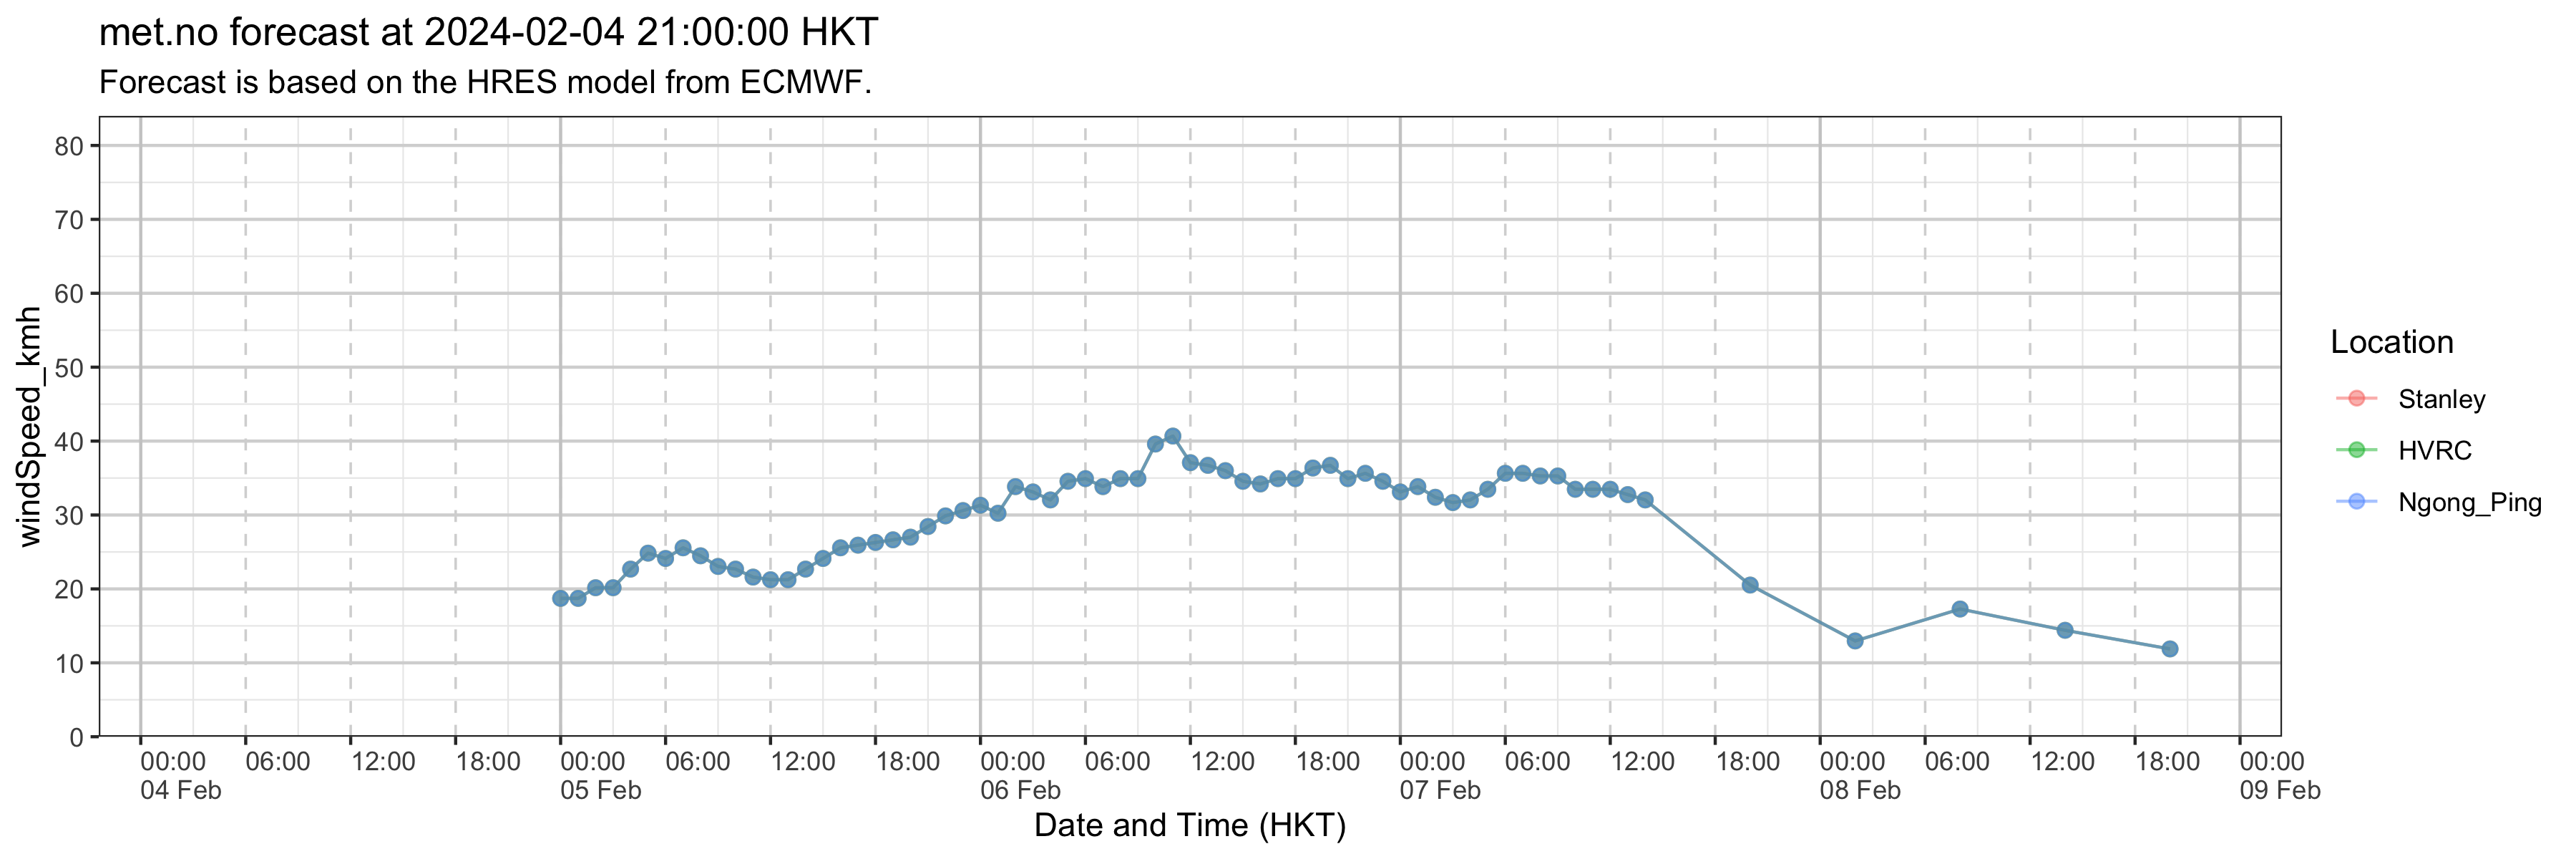 met.no forecast at 2024-02-04 21:00:00 HKT
Forecast is based on the HRES model from ECMWF.
windSpeed_kmh
80
70
60
50
40
30
20
10
0
00:00 06:00 12:00 18:00 00:00 06:00 12:00 18:00 00:00 06:00 12:00 18:00 00:00 06:00 12:00 18:00 00:00 06:00 12:00 18:00 00:00
04 Feb 05 Feb 06 Feb 07 Feb 08 Feb 09 Feb
Date and Time (HKT)
Location
Stanley
HVRC
Ngong_Ping